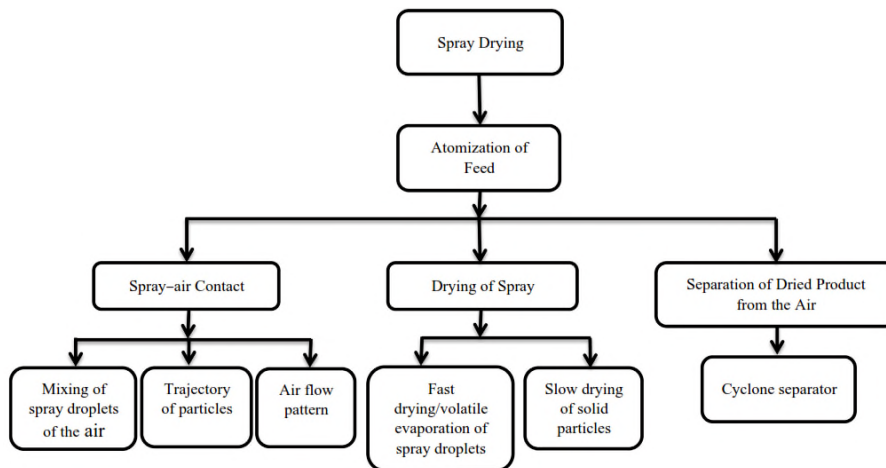 Spray Drying
Atomization of
Feed
Spray–air Contact
Drying of Spray
Separation of Dried Product
from the Air
Mixing of
spray droplets
of the air
Trajectory
of particles
Air flow
pattern
Fast
drying/volatile
evaporation of
spray droplets
Slow drying
of solid
particles
Cyclone separator